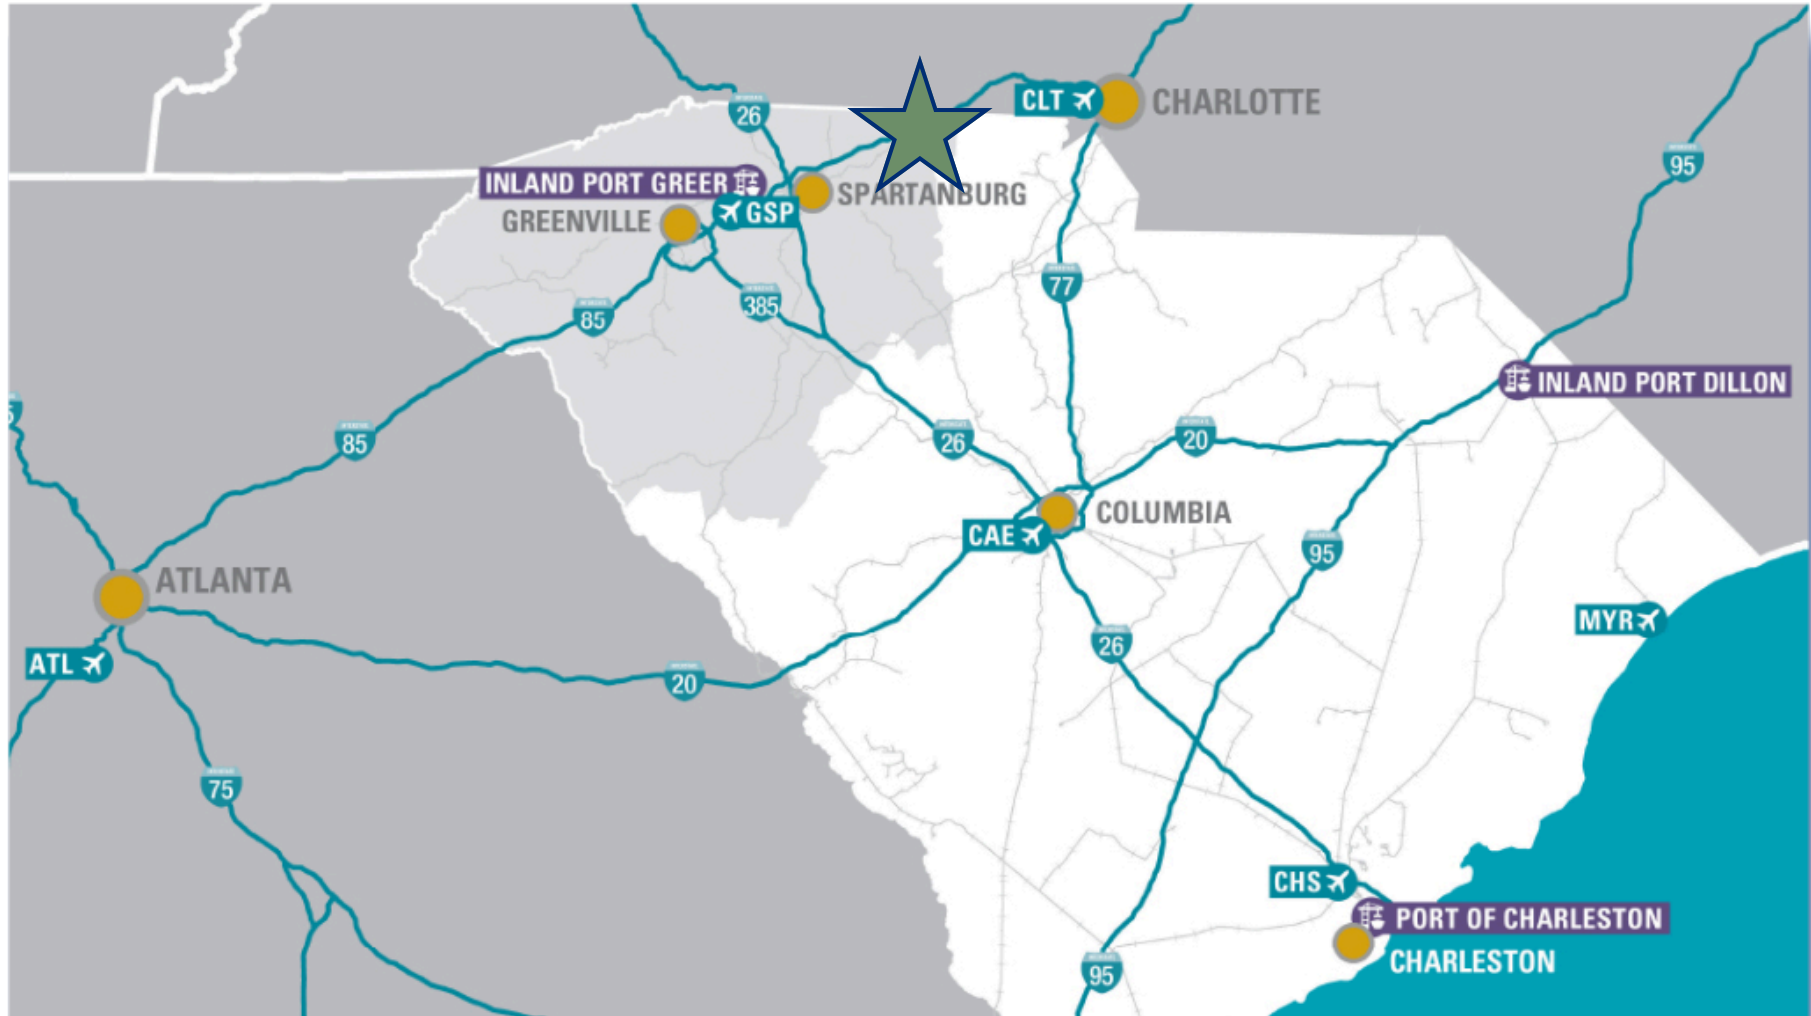 26
CLT
CHARLOTTE
95
INLAND PORT GREER
GSP
SPARTANBURG
GREENVILLE
77
385
85
INLAND PORT DILLON
85
26
20
COLUMBIA
CAE
95
ATLANTA
MYR
26
ATL
20
75
CHS
PORT OF CHARLESTON
CHARLESTON
95